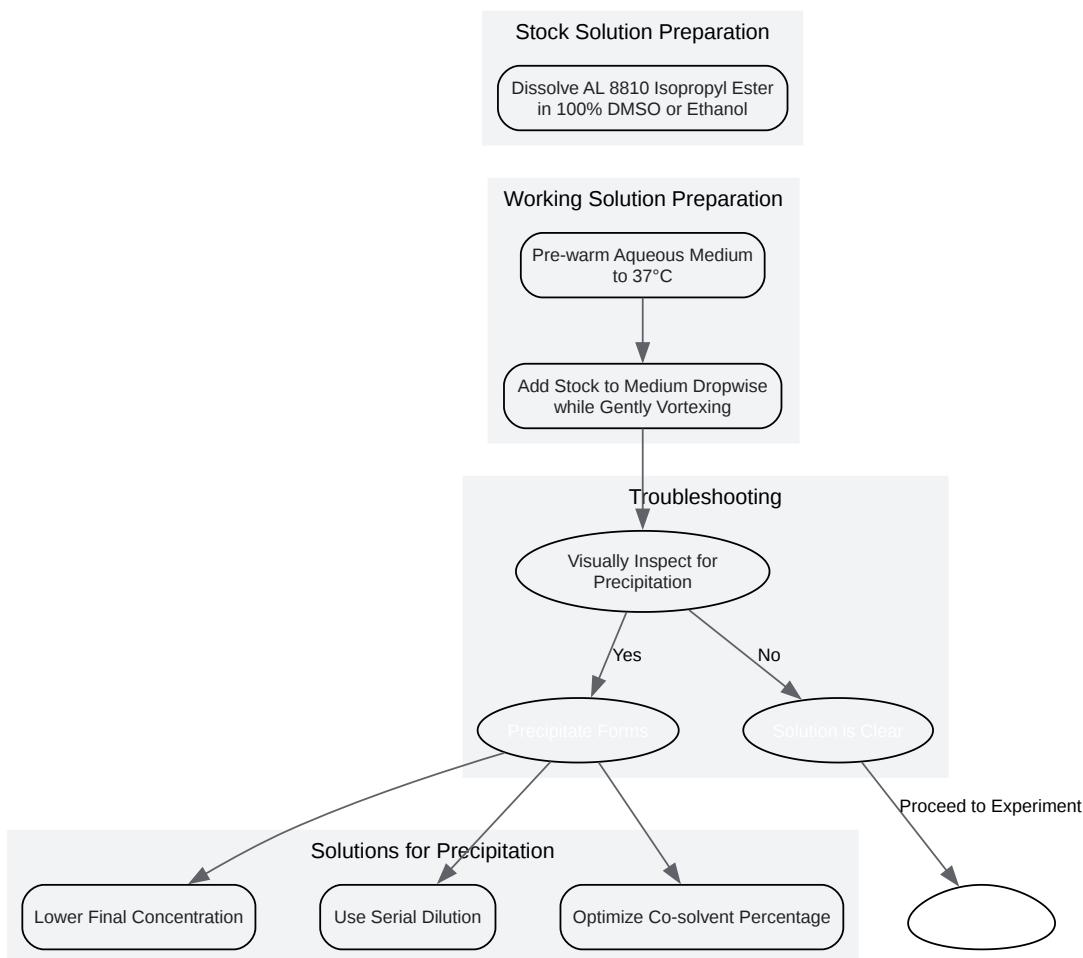 Stock Solution Preparation
Dissolve AL 8810 Isopropyl Ester
in 100% DMSO or Ethanol
Working Solution Preparation
Pre-warm Aqueous Medium
to 37°C
Add Stock to Medium Dropwise
while Gently Vortexing
Troubleshooting
Visually Inspect for
Precipitation
Yes
No
Precipitate Forms
Solution is Clear
Proceed to Experiment
Solutions for Precipitation
Lower Final Concentration
Use Serial Dilution
Optimize Co-solvent Percentage